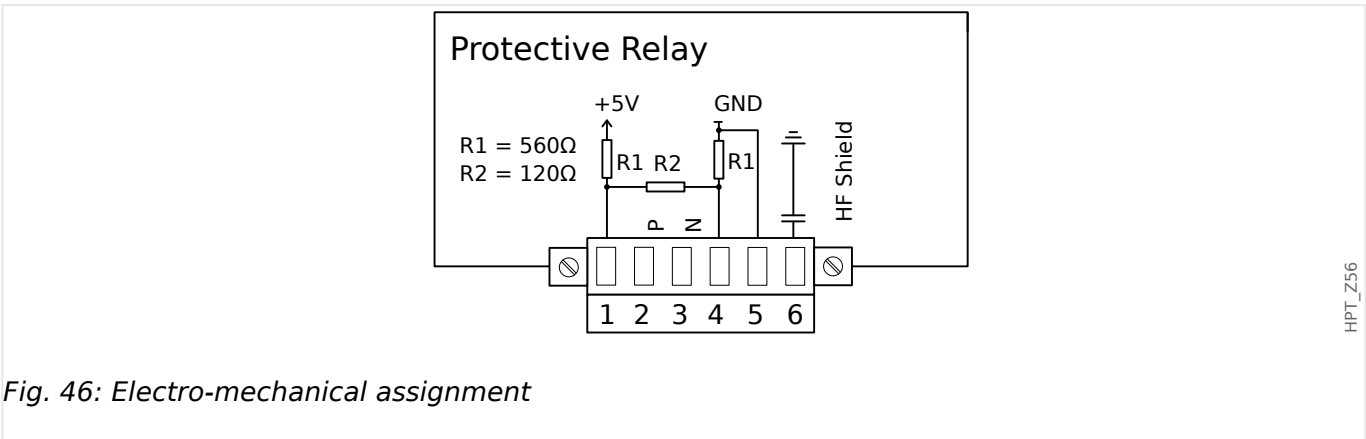 Protective Relay
+5V
GND
R1 = 560Ω
R2 = 120Ω
R1
R2
R1
HF Shield
P
N
1 2 3 4 5 6
HPT_Z56
Fig. 46: Electro-mechanical assignment